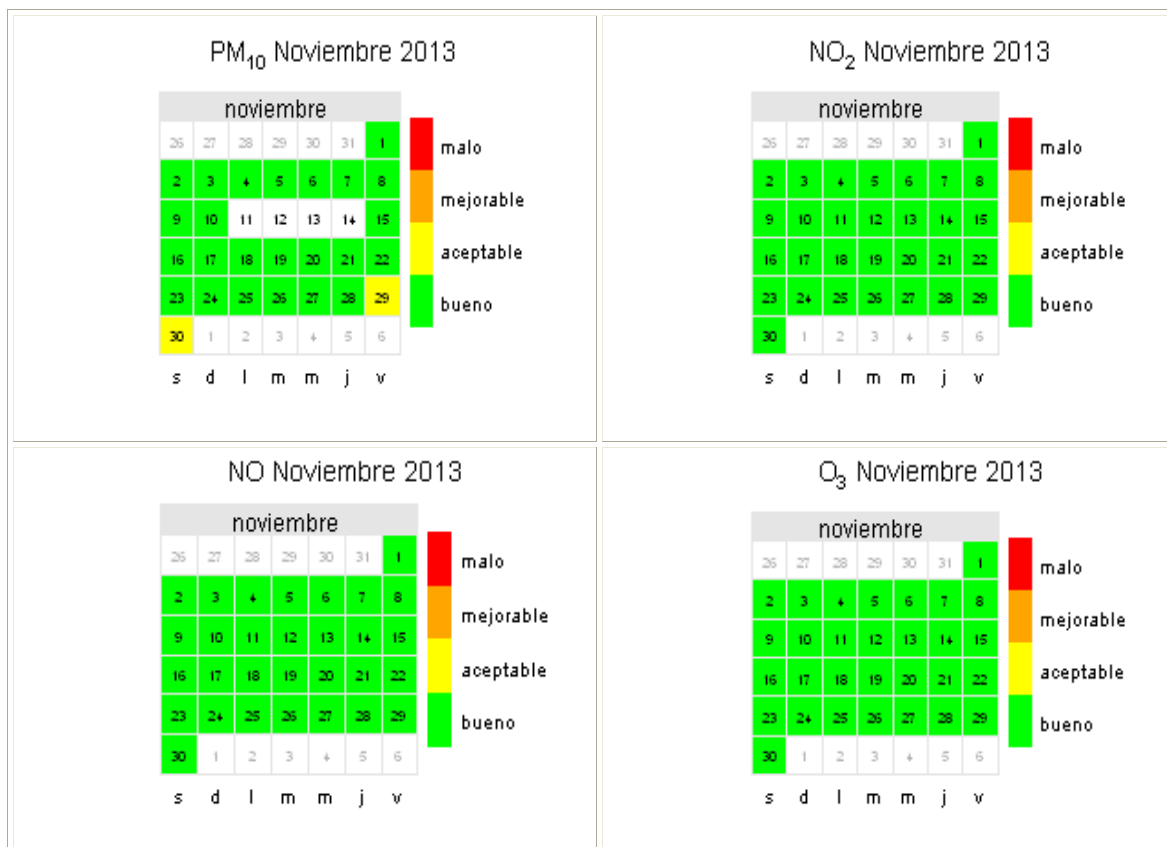 PM10 Noviembre 2013
noviembre
26 27 28 29 30 31 1
2 3 4 5 6 7 8
9 10 11 12 13 14 15
16 17 18 19 20 21 22
23 24 25 26 27 28 29
30 1 2 3 4 5 6
s d l m m j v
malo
mejorable
aceptable
bueno
NO2 Noviembre 2013
noviembre
26 27 28 29 30 31 1
2 3 4 5 6 7 8
9 10 11 12 13 14 15
16 17 18 19 20 21 22
23 24 25 26 27 28 29
30 1 2 3 4 5 6
s d l m m j v
malo
mejorable
aceptable
bueno
NO Noviembre 2013
noviembre
26 27 28 29 30 31 1
2 3 4 5 6 7 8
9 10 11 12 13 14 15
16 17 18 19 20 21 22
23 24 25 26 27 28 29
30 1 2 3 4 5 6
s d l m m j v
malo
mejorable
aceptable
bueno
O3 Noviembre 2013
noviembre
26 27 28 29 30 31 1
2 3 4 5 6 7 8
9 10 11 12 13 14 15
16 17 18 19 20 21 22
23 24 25 26 27 28 29
30 1 2 3 4 5 6
s d l m m j v
malo
mejorable
aceptable
bueno